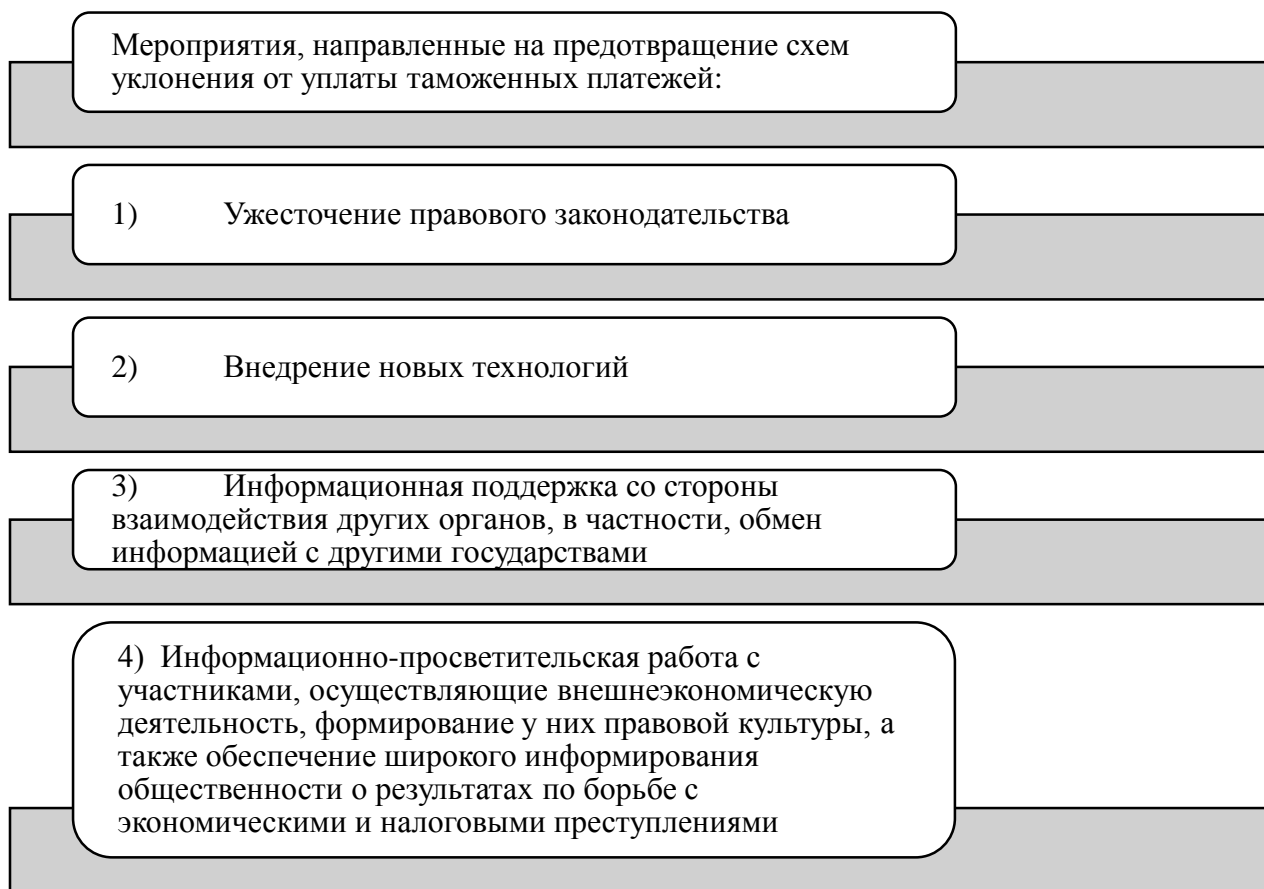 Мероприятия, направленные на предотвращение схем
уклонения от уплаты таможенных платежей:
1) Ужесточение правового законодательства
2) Внедрение новых технологий
3) Информационная поддержка со стороны
взаимодействия других органов, в частности, обмен
информацией с другими государствами
4) Информационно-просветительская работа с
участниками, осуществляющие внешнеэкономическую
деятельность, формирование у них правовой культуры, а
также обеспечение широкого информирования
общественности о результатах по борьбе с
экономическими и налоговыми преступлениями